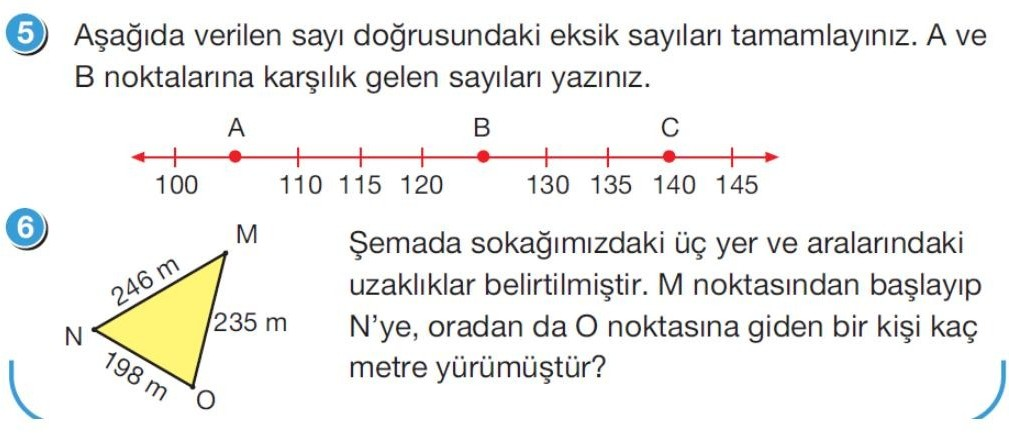 5 Aşağıda verilen sayı doğrusundaki eksik sayıları tamamlayınız. A ve
B noktalarına karşılık gelen sayıları yazınız.
A B C
100 110 115 120 130 135 140 145
6
M
246 m
N
235 m
198 m
O
Şemada sokağımızdaki üç yer ve aralarındaki
uzaklıklar belirtilmiştir. M noktasından başlayıp
N’ye, oradan da O noktasına giden bir kişi kaç
metre yürümüştür?